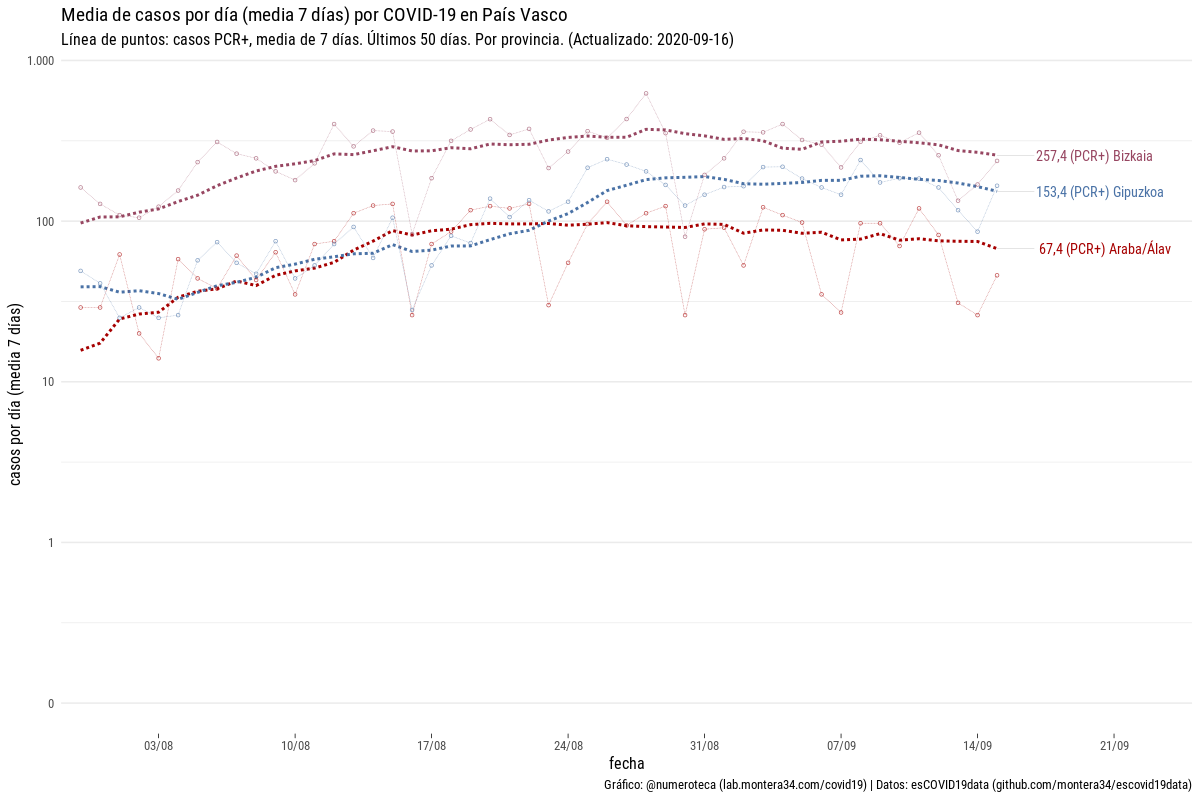 Media de casos por día (media 7 días) por COVID-19 en País Vasco
Línea de puntos: casos PCR+, media de 7 días. Últimos 50 días. Por provincia. (Actualizado: 2020-09-16)
casos por día (media 7 días)
1.000
100
10
1
0
257,4 (PCR+) Bizkaia
153,4 (PCR+) Gipuzkoa
67,4 (PCR+) Araba/Álav
03/08
10/08
17/08
24/08
31/08
07/09
14/09
21/09
fecha
Gráfico: @numeroteca (lab.montera34.com/covid19) | Datos: esCOVID19data (github.com/montera34/escovid19data)